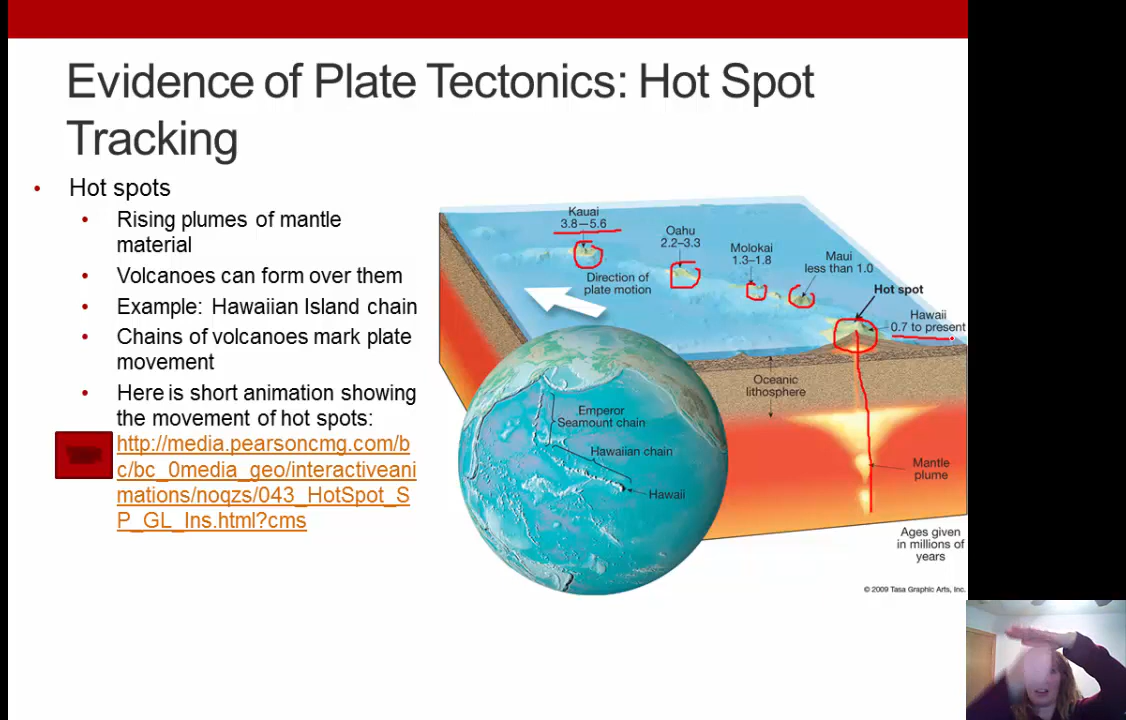 Evidence of Plate Tectonics: Hot Spot
Tracking
• Hot spots
• Rising plumes of mantle
material
• Volcanoes can form over them
• Example: Hawaiian Island chain
• Chains of volcanoes mark plate
movement
• Here is short animation showing
the movement of hot spots:
http://media.pearsoncmg.com/b
c/bc_0media_geo/interactiveani
mations/noqzs/043_HotSpot_S
P_GL_Ins.html?cms
Kauai
3.8–5.6
Oahu
2.2–3.3
Molokai
1.3–1.8
Maui
less than 1.0
Direction of
plate motion
Hot spot
Hawaii
0.7 to present
Oceanic
lithosphere
Emperor
Seamount chain
Hawaiian chain
Hawaii
Mantle
plume
Ages given
in millions of
years
© 2009 Tasa Graphic Arts, Inc.